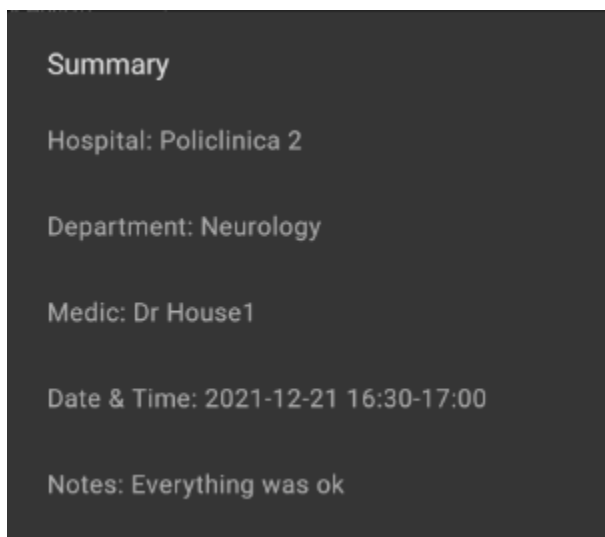 Summary
Hospital: Policlinica 2
Department: Neurology
Medic: Dr House1
Date & Time: 2021-12-21 16:30-17:00
Notes: Everything was ok